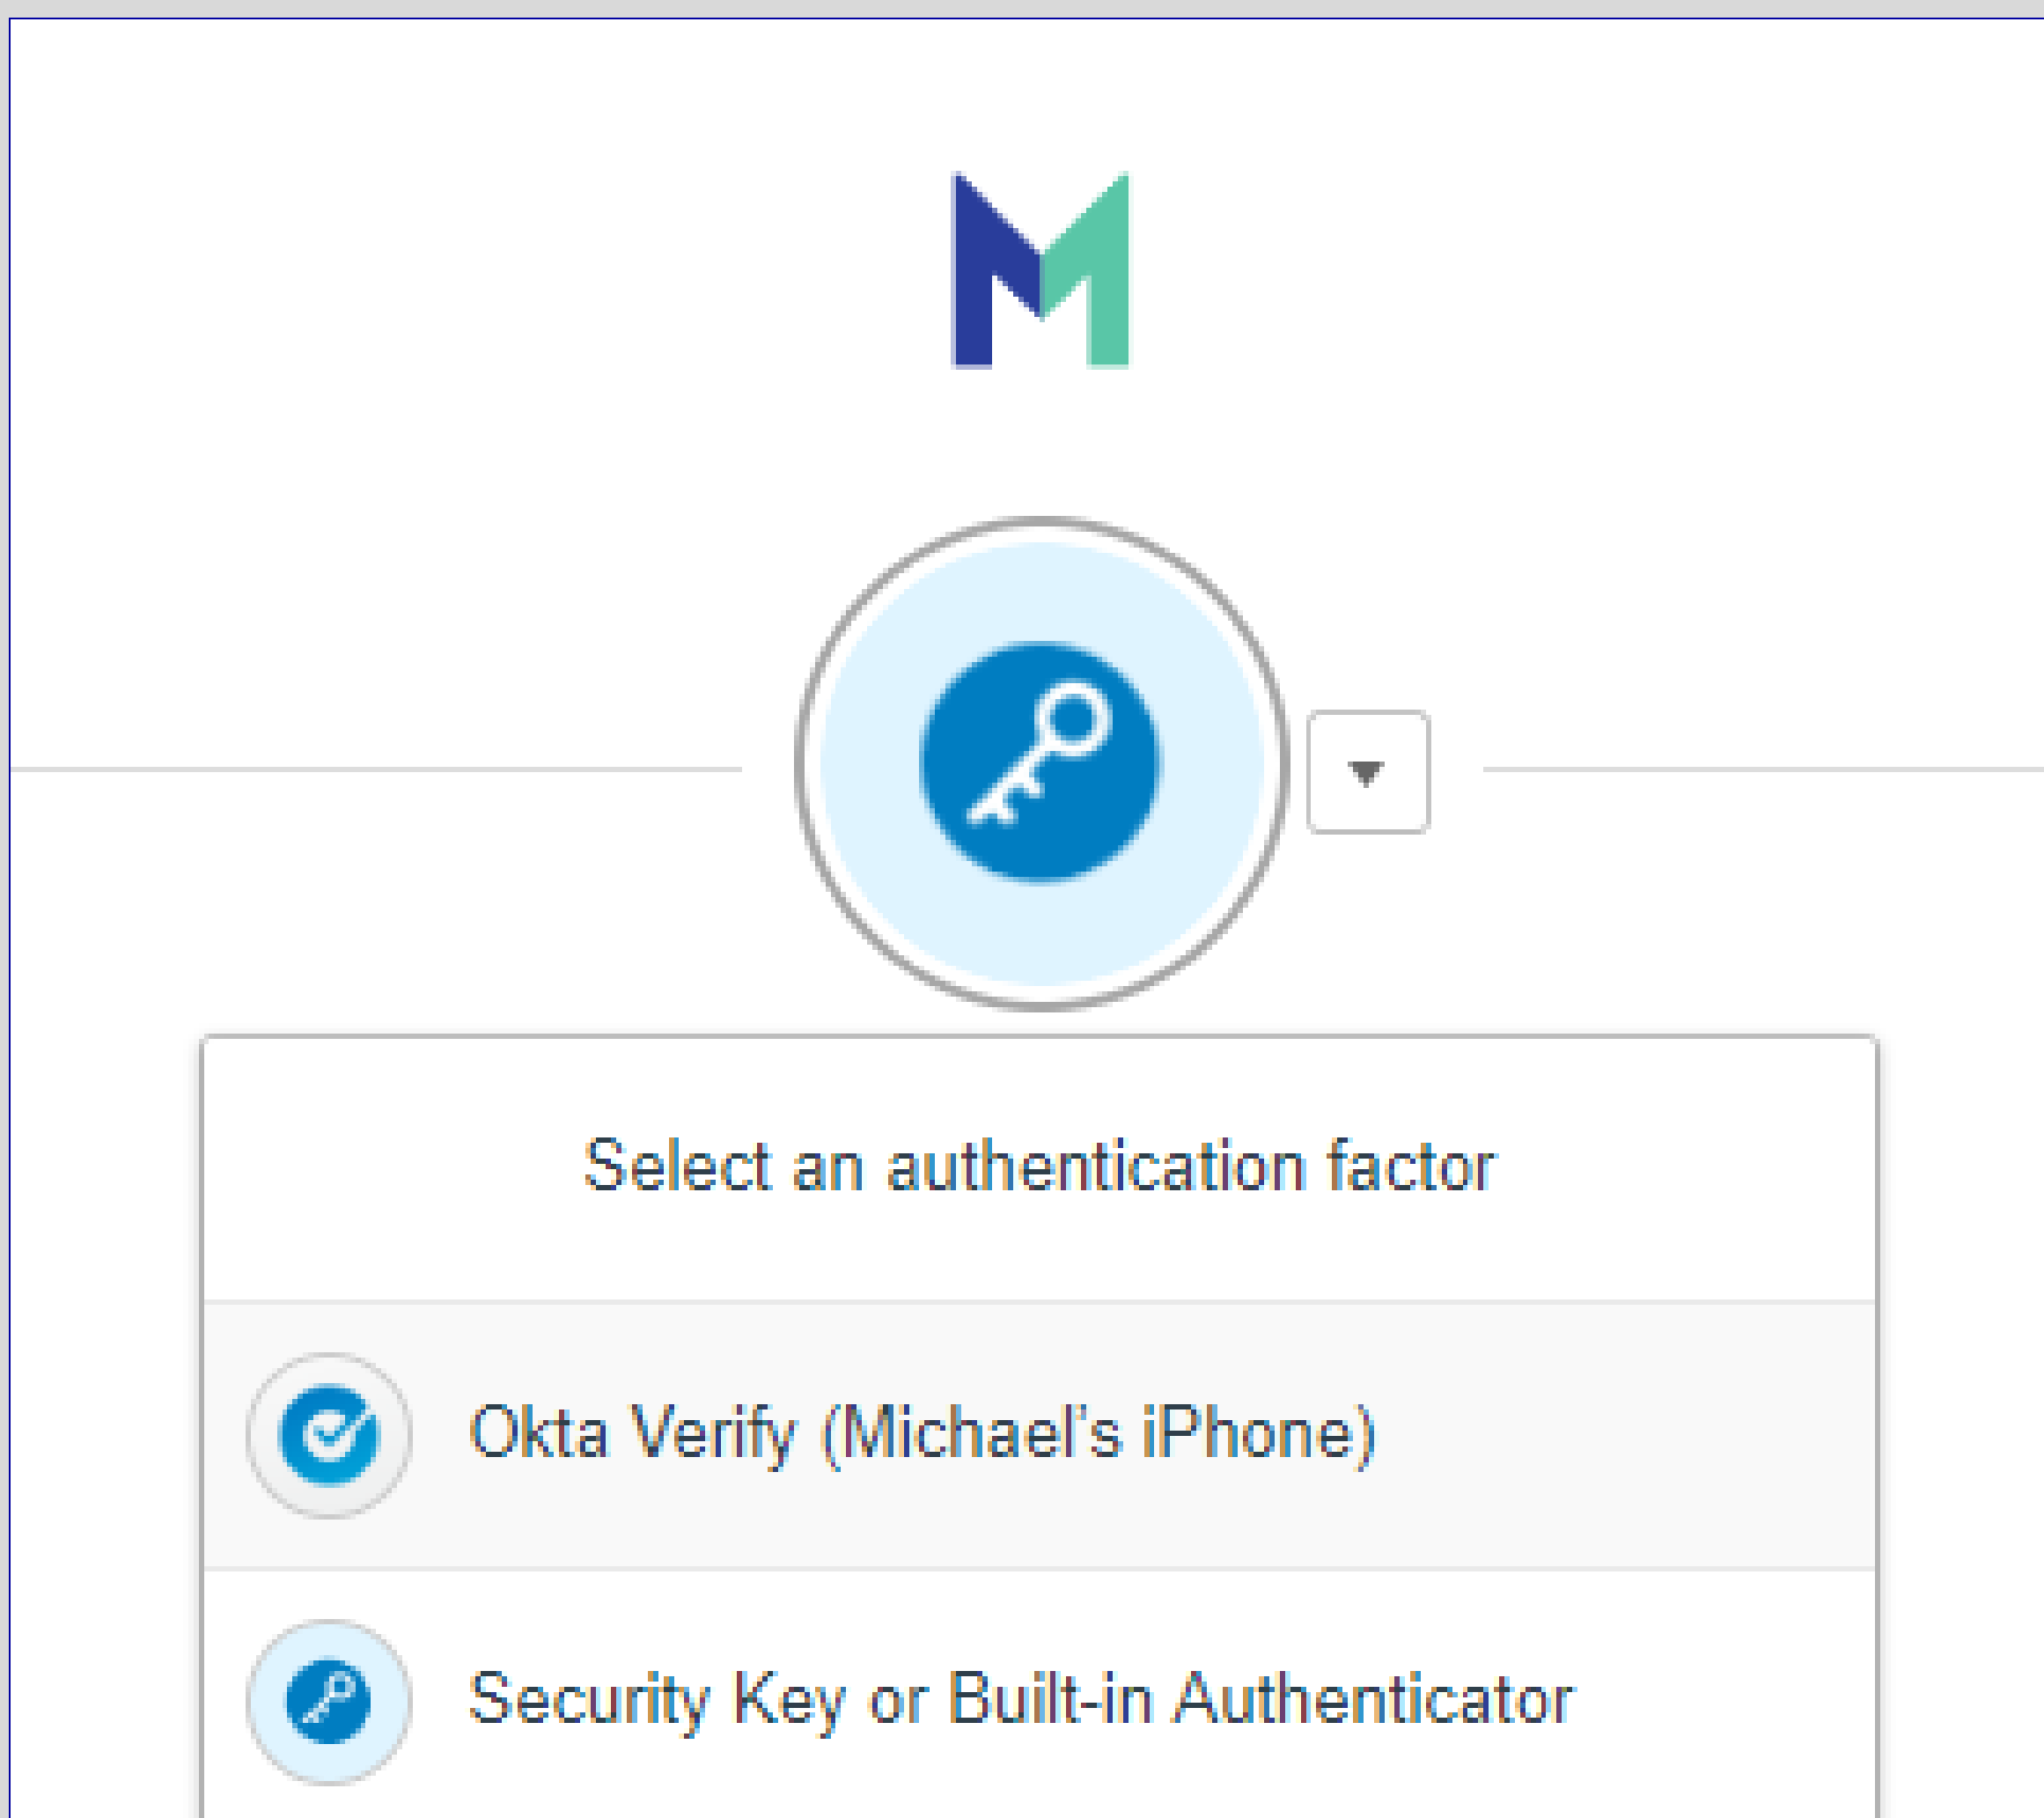 M
Select an authentication factor
Okta Verify (Michael's iPhone)
Security Key or Built-in Authenticator